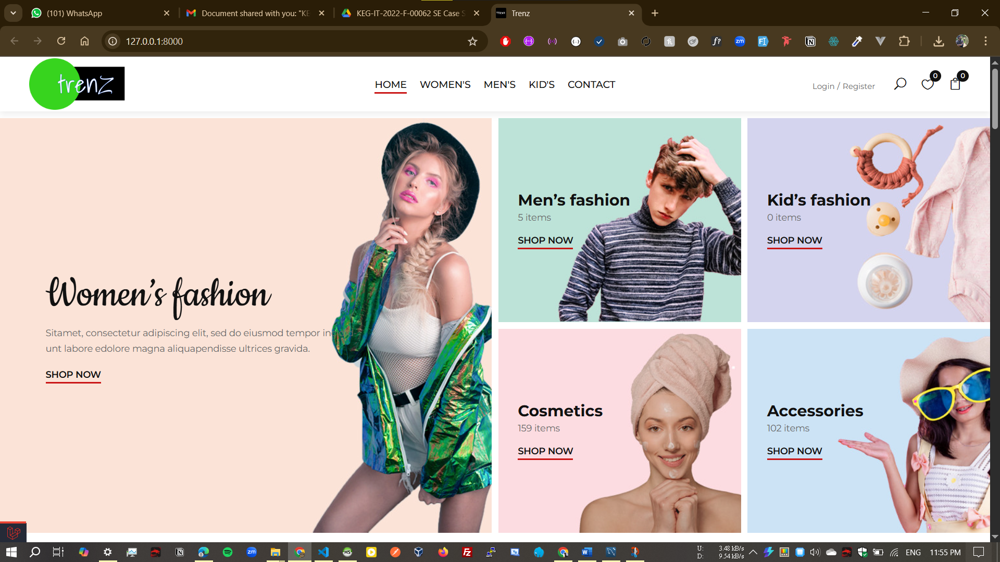 (101) WhatsApp
Document shared with you: "KE
KEG-IT-2022-F-00062 SE Case S
Trenz
127.0.0.1:8000
trenz
HOME
WOMEN'S
MEN'S
KID'S
CONTACT
Login / Register
0
0
Women's fashion
Sitamet, consectetur adipiscing elit, sed do eiusmod tempor
unt labore edolore magna aliquapendisse ultrices gravida.
SHOP NOW
Men's fashion
5 items
SHOP NOW
Kid's fashion
0 items
SHOP NOW
Cosmetics
159 items
SHOP NOW
Accessories
102 items
SHOP NOW
U: 3.48 kB/s
D: 9.54 kB/s
ENG
11:55 PM